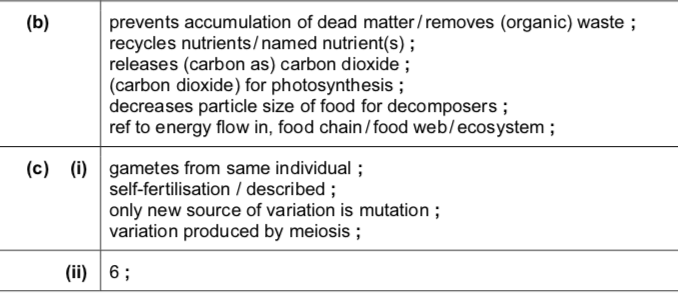 (b) prevents accumulation of dead matter / removes (organic) waste ;
recycles nutrients / named nutrient(s) ;
releases (carbon as) carbon dioxide ;
(carbon dioxide) for photosynthesis ;
decreases particle size of food for decomposers ;
ref to energy flow in, food chain / food web / ecosystem ;
(c) (i) gametes from same individual ;
self-fertilisation / described ;
only new source of variation is mutation ;
variation produced by meiosis ;
(ii) 6 ;